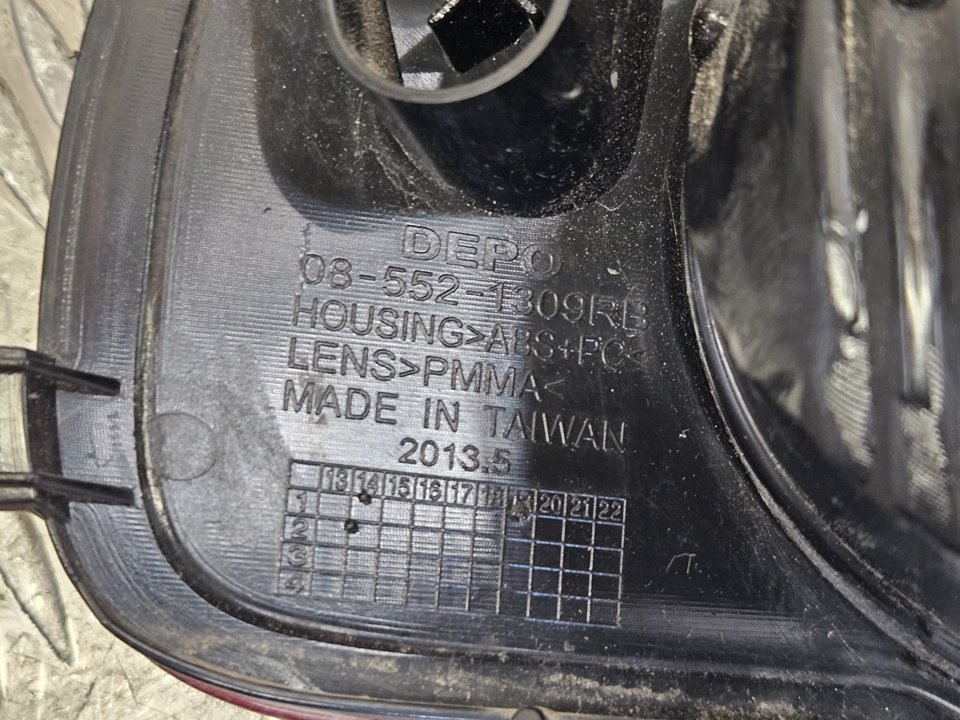 DEPO
08-552-1309RB
HOUSING>ABS+PC<
LENS>PMMA<
MADE IN TAIWAN
2013.5
13 14 15 16 17 18 19 20 21 22
1
2
3
4